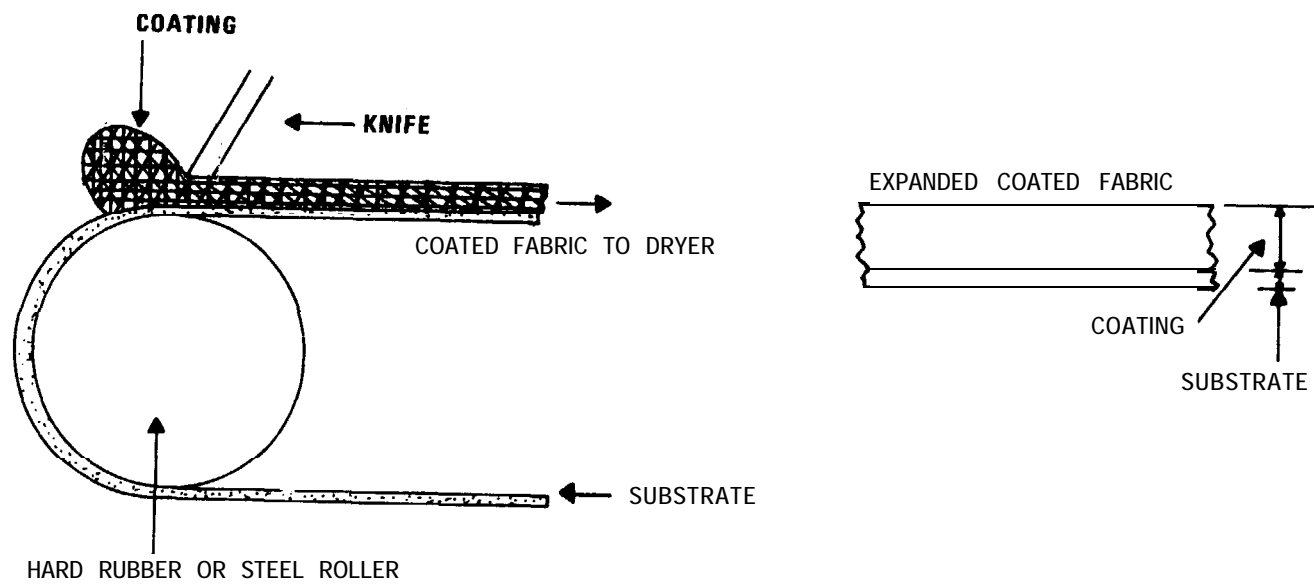 COATING
KNIFE
COATED FABRIC TO DRYER
SUBSTRATE
HARD RUBBER OR STEEL ROLLER
EXPANDED COATED FABRIC
COATING
SUBSTRATE